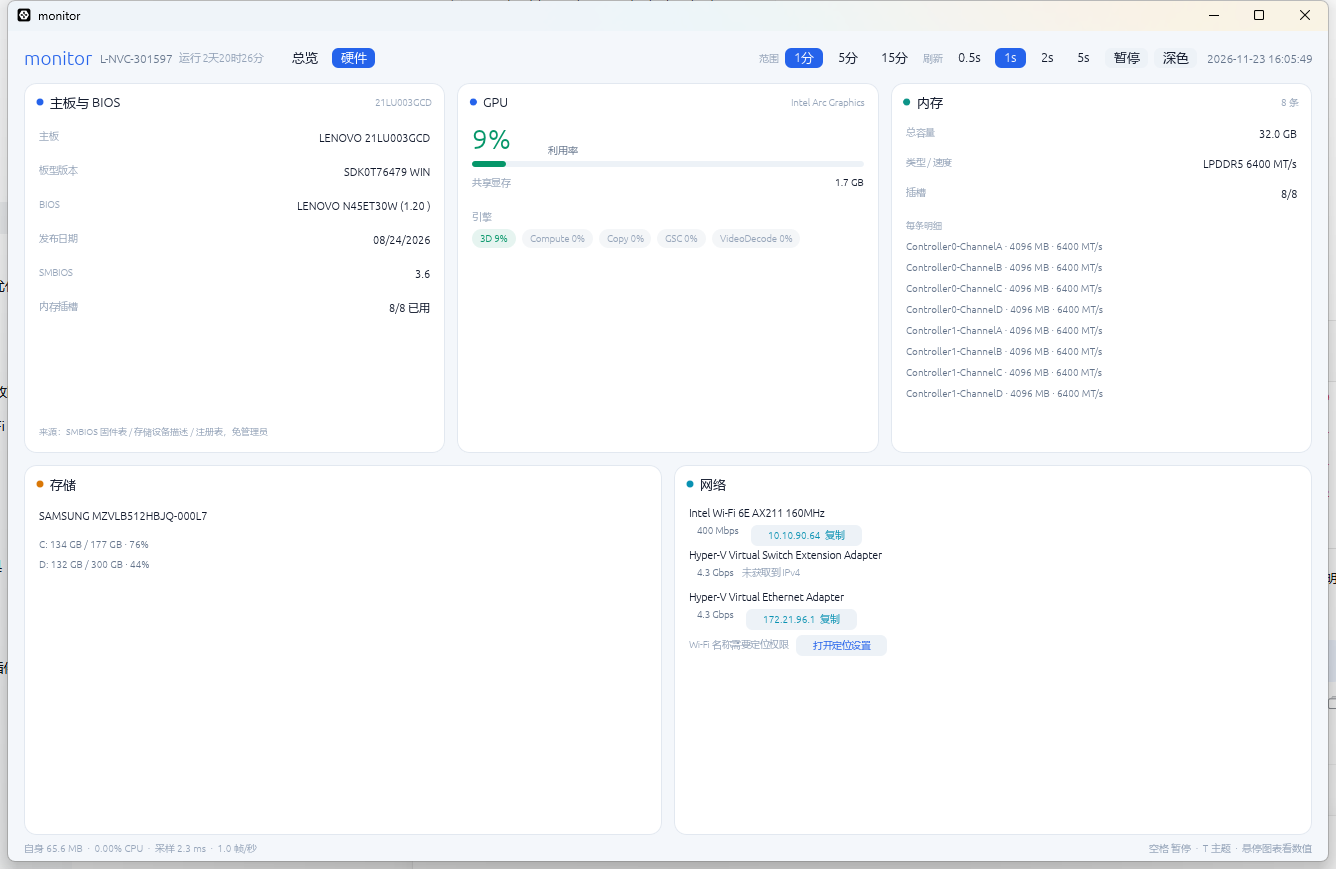 monitor
monitor L-NVC-301597 运行 2天20时26分 总览 硬件 范围 1分 5分 15分 刷新 0.5s 1s 2s 5s 暂停 深色 2026-11-23 16:05:49
主板与 BIOS 21LU003GCD
主板 LENOVO 21LU003GCD
板型版本 SDK0T76479 WIN
BIOS LENOVO N45ET30W (1.20 )
发布日期 08/24/2026
SMBIOS 3.6
内存插槽 8/8 已用
来源：SMBIOS 固件表 / 存储设备描述 / 注册表，免管理员
GPU Intel Arc Graphics
9% 利用率
共享显存 1.7 GB
引擎
3D 9% Compute 0% Copy 0% GSC 0% VideoDecode 0%
内存 8 条
总容量 32.0 GB
类型 / 速度 LPDDR5 6400 MT/s
插槽 8/8
每条明细
Controller0-ChannelA · 4096 MB · 6400 MT/s
Controller0-ChannelB · 4096 MB · 6400 MT/s
Controller0-ChannelC · 4096 MB · 6400 MT/s
Controller0-ChannelD · 4096 MB · 6400 MT/s
Controller1-ChannelA · 4096 MB · 6400 MT/s
Controller1-ChannelB · 4096 MB · 6400 MT/s
Controller1-ChannelC · 4096 MB · 6400 MT/s
Controller1-ChannelD · 4096 MB · 6400 MT/s
存储
SAMSUNG MZVLB512HBJQ-000L7
C: 134 GB / 177 GB · 76%
D: 132 GB / 300 GB · 44%
网络
Intel Wi-Fi 6E AX211 160MHz
400 Mbps 10.10.90.64 复制
Hyper-V Virtual Switch Extension Adapter
4.3 Gbps 未获取到 IPv4
Hyper-V Virtual Ethernet Adapter
4.3 Gbps 172.21.96.1 复制
Wi-Fi 名称需要定位权限 打开定位设置
自身 65.6 MB · 0.00% CPU · 采样 2.3 ms · 1.0 帧/秒
空格 暂停 · T 主题 · 悬停图表看数值